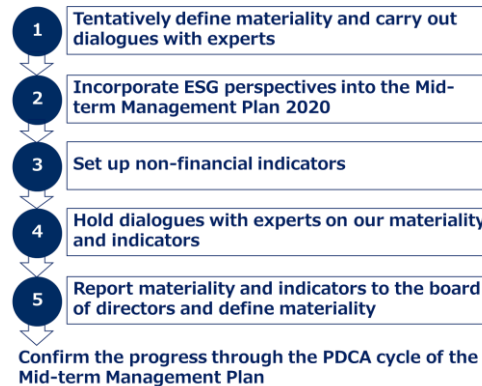 1
Tentatively define materiality and carry out
dialogues with experts
2
Incorporate ESG perspectives into the Mid-
term Management Plan 2020
3
Set up non-financial indicators
4
Hold dialogues with experts on our materiality
and indicators
5
Report materiality and indicators to the board
of directors and define materiality
Confirm the progress through the PDCA cycle of the
Mid-term Management Plan